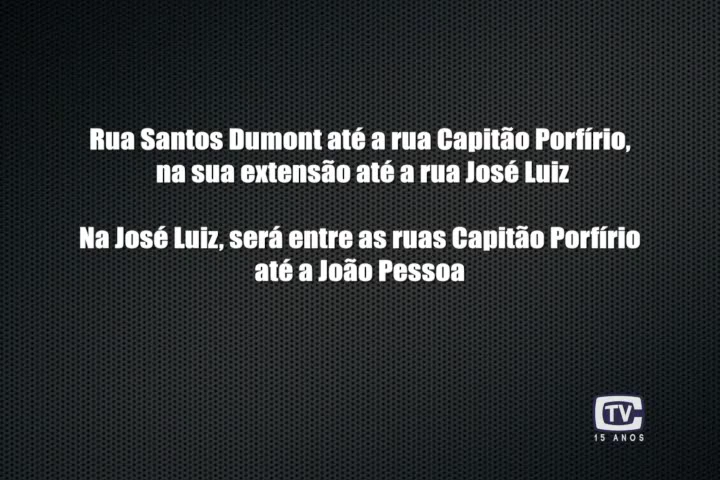 Rua Santos Dumont até a rua Capitão Porfírio,
na sua extensão até a rua José Luiz
Na José Luiz, será entre as ruas Capitão Porfírio
até a João Pessoa
TVC
15 ANOS